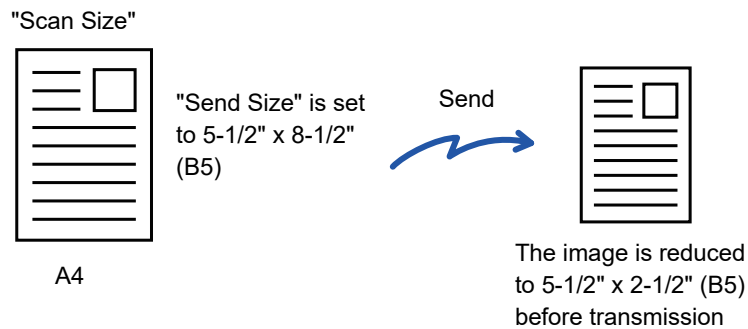 "Scan Size"
"Send Size" is set
to 5-1/2" x 8-1/2"
(B5)
Send
A4
The image is reduced
to 5-1/2" x 2-1/2" (B5)
before transmission